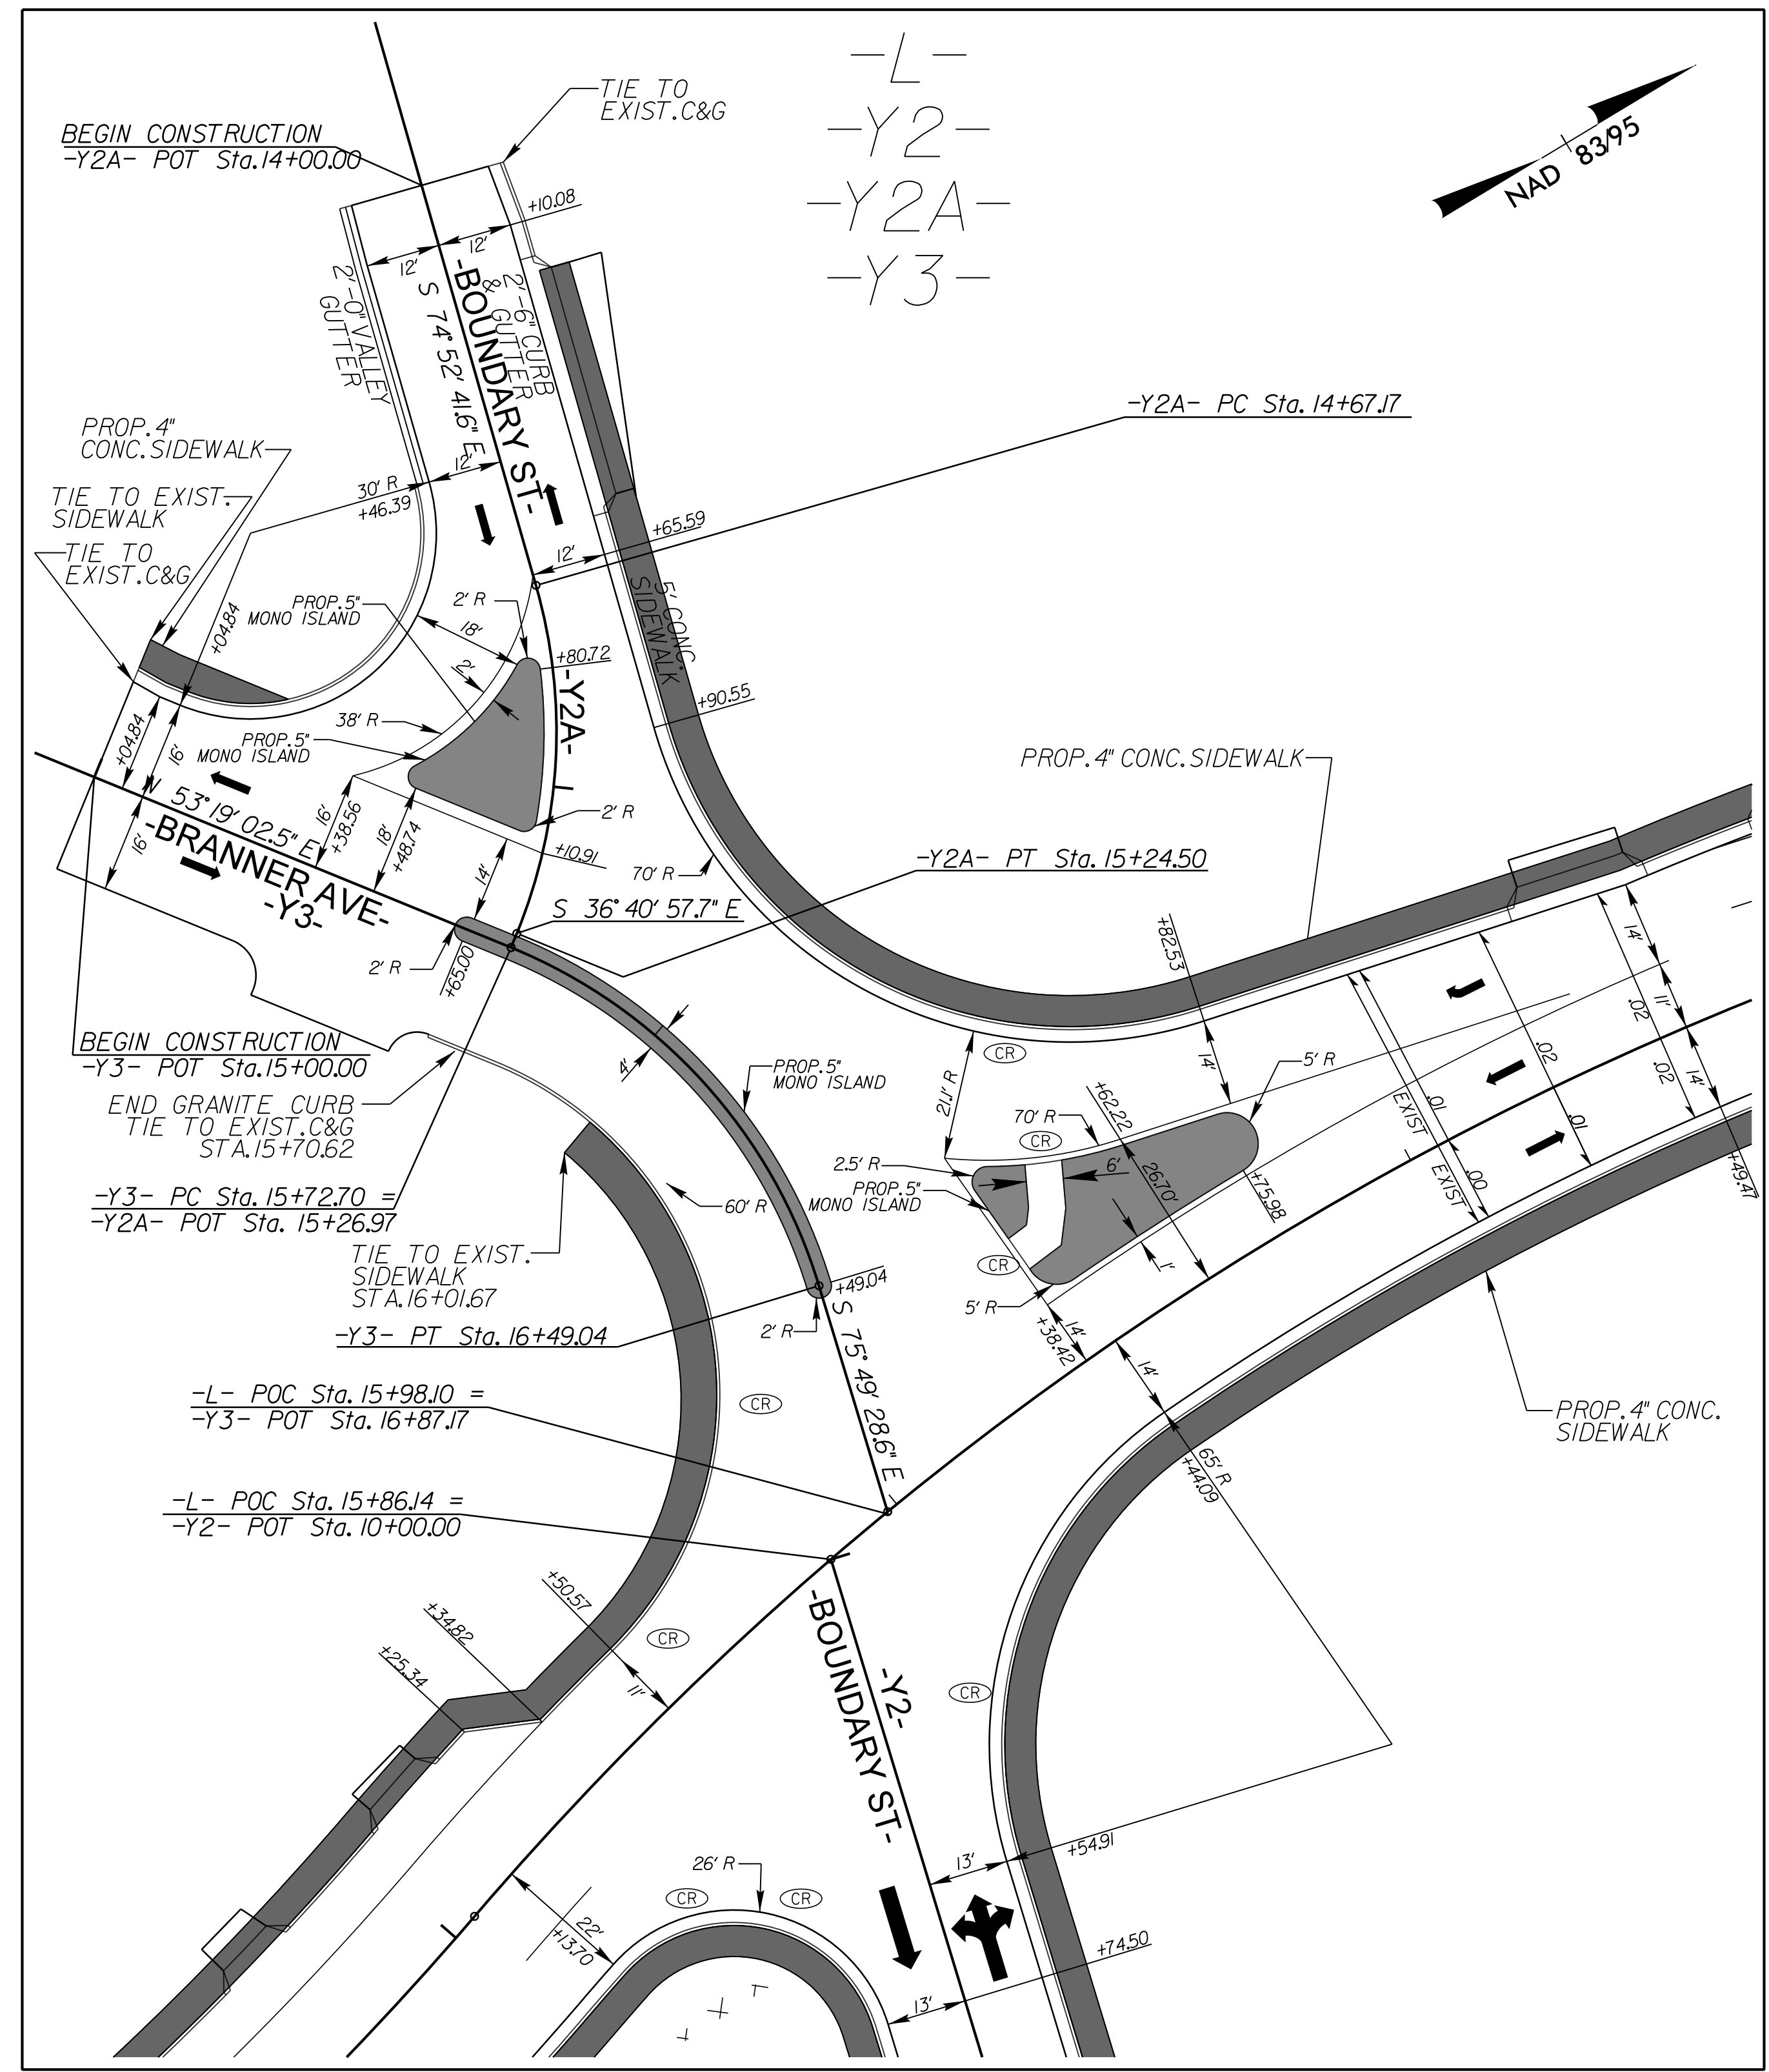 -L-
-Y2-
-Y2A-
-Y3-
NAD 83/95
TIE TO
EXIST. C&G
BEGIN CONSTRUCTION
-Y2A- POT Sta. 14+00.00
+10.08
12'
12'
2'-0" VALLEY
GUTTER
S 74° 52' 41.6" E
-BOUNDARY ST-
2'-6" CURB
& GUTTER
-Y2A- PC Sta. 14+67.17
PROP. 4"
CONC. SIDEWALK
TIE TO EXIST.
SIDEWALK
TIE TO
EXIST. C&G
30' R
+46.39
12'
+65.59
12'
5' CONC.
SIDEWALK
+04.84
PROP. 5"
MONO ISLAND
2' R
18'
2'
+80.72
-Y2A-
+90.55
38' R
PROP. 5"
MONO ISLAND
+04.84
16'
16'
N 53° 19' 02.5" E
-BRANNER AVE-
-Y3-
16'
+38.56
18'
+48.74
2' R
+10.91
14'
70' R
PROP. 4" CONC. SIDEWALK
-Y2A- PT Sta. 15+24.50
S 36° 40' 57.7" E
2' R
+65.00
+82.53
14'
11'
14'
.02
.02
.02
.01
.01
.00
EXIST
EXIST
+49.47
BEGIN CONSTRUCTION
-Y3- POT Sta. 15+00.00
END GRANITE CURB
TIE TO EXIST. C&G
STA. 15+70.62
4'
PROP. 5"
MONO ISLAND
CR
21.1' R
14'
5' R
70' R
CR
+62.22
26.70'
2.5' R
6'
PROP. 5"
MONO ISLAND
+75.98
1'
CR
5' R
14'
+38.42
-Y3- PC Sta. 15+72.70 =
-Y2A- POT Sta. 15+26.97
60' R
TIE TO EXIST.
SIDEWALK
STA. 16+01.67
+49.04
2' R
-Y3- PT Sta. 16+49.04
S 75° 49' 28.6" E
14'
CR
-L- POC Sta. 15+98.10 =
-Y3- POT Sta. 16+87.17
65' R
+44.09
PROP. 4" CONC.
SIDEWALK
-L- POC Sta. 15+86.14 =
-Y2- POT Sta. 10+00.00
+50.57
+34.82
+25.34
CR
11'
-Y2-
-BOUNDARY ST-
CR
26' R
CR
CR
13'
+54.91
22'
+13.70
13'
+74.50